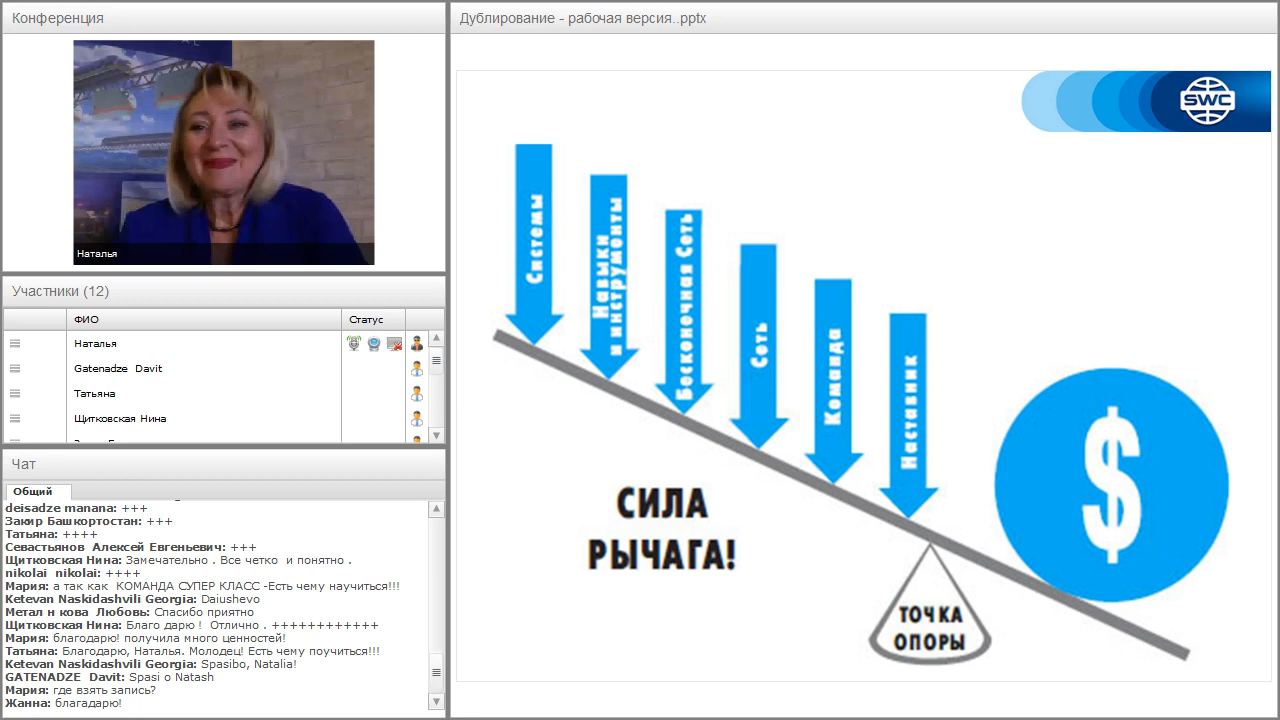 Конференция
Наталья
Участники (12)
ФИО
Статус
Наталья
Gatenadze Davit
Татьяна
Щитковская Нина
Чат
Общий
deisadze manana: +++
Закир Башкортостан: +++
Татьяна: ++++
Севастьянов Алексей Евгеньевич: +++
Щитковская Нина: Замечательно . Все четко и понятно .
nikolai nikolai: ++++
Мария: а так как КОМАНДА СУПЕР КЛАСС -Есть чему научиться!!!
Ketevan Naskidashvili Georgia: Daiushevo
Метал н кова Любовь: Спасибо приятно
Щитковская Нина: Благо дарю ! Отлично . ++++++++++++
Мария: благодарю! получила много ценностей!
Татьяна: Благодарю, Наталья. Молодец! Есть чему поучиться!!!
Ketevan Naskidashvili Georgia: Spasibo, Natalia!
GATENADZE Davit: Spasi o Natash
Мария: где взять запись?
Жанна: благадарю!
Дублирование - рабочая версия..pptx
SWC
Системы
Навыки
и инструменты
Бесконечная Сеть
Сеть
Команда
Наставник
$
СИЛА
РЫЧАГА!
ТОЧКА
ОПОРЫ